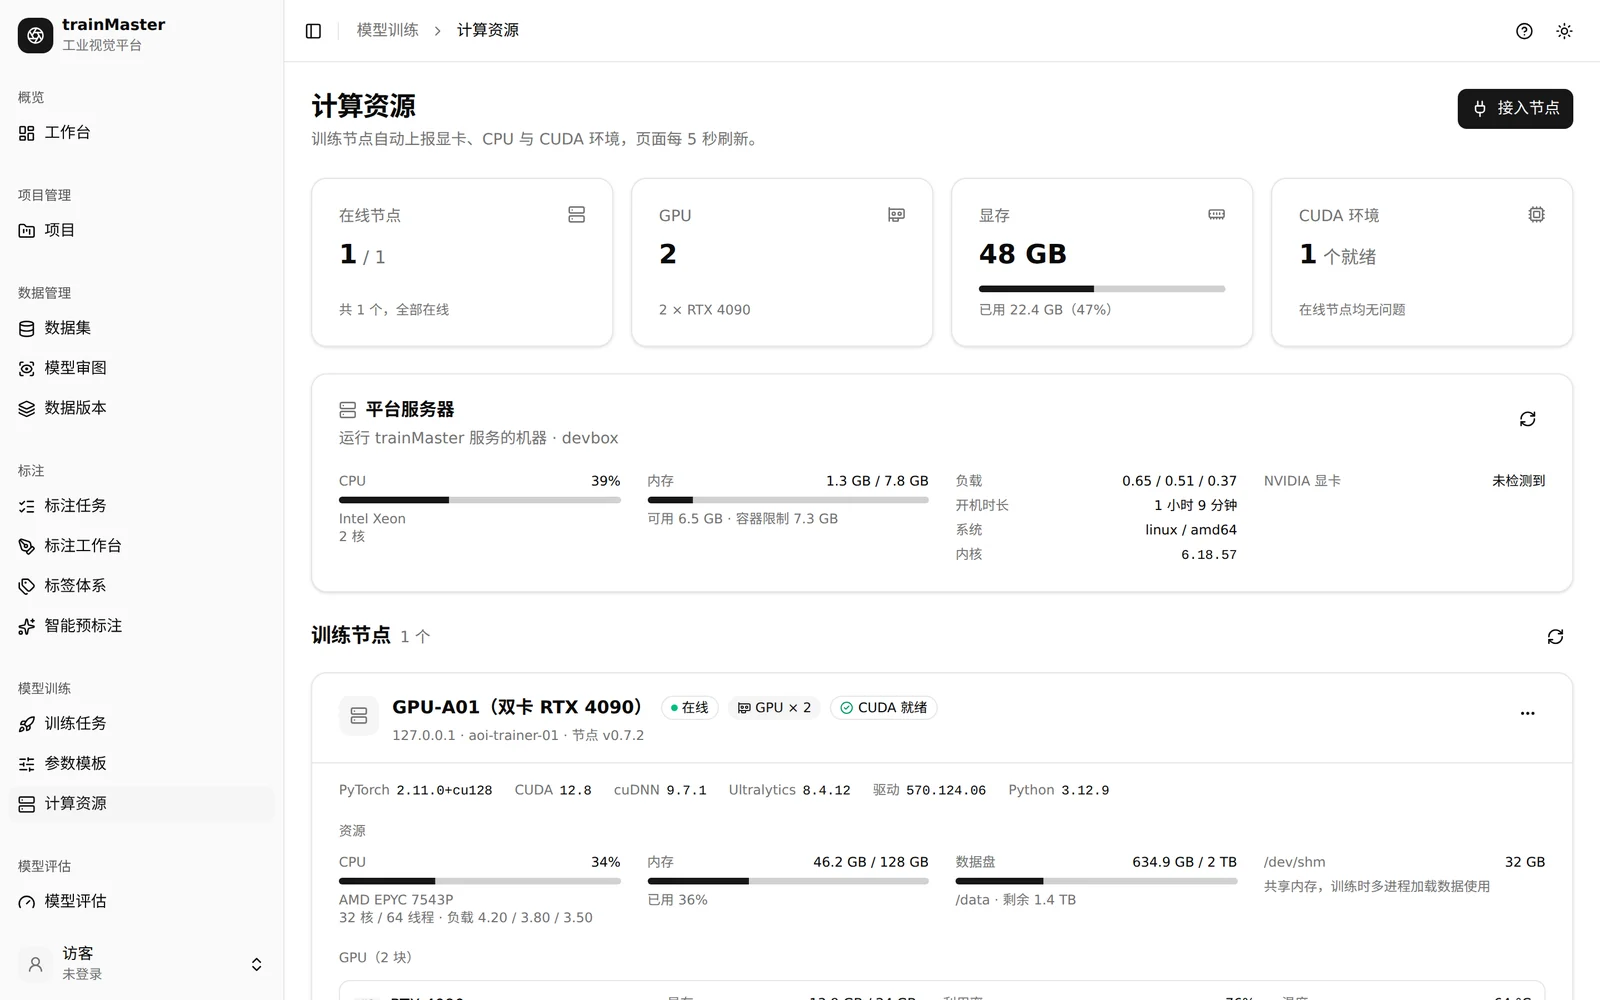 trainMaster
工业视觉平台
概览
工作台
项目管理
项目
数据管理
数据集
模型审图
数据版本
标注
标注任务
标注工作台
标签体系
智能预标注
模型训练
训练任务
参数模板
计算资源
模型评估
模型评估
访客
未登录
模型训练 > 计算资源
计算资源
训练节点自动上报显卡、CPU 与 CUDA 环境，页面每 5 秒刷新。
接入节点
在线节点
1 / 1
共 1 个，全部在线
GPU
2
2 × RTX 4090
显存
48 GB
已用 22.4 GB（47%）
CUDA 环境
1 个就绪
在线节点均无问题
平台服务器
运行 trainMaster 服务的机器 · devbox
CPU 39%
Intel Xeon
2 核
内存 1.3 GB / 7.8 GB
可用 6.5 GB · 容器限制 7.3 GB
负载 0.65 / 0.51 / 0.37
开机时长 1 小时 9 分钟
系统 linux / amd64
内核 6.18.57
NVIDIA 显卡 未检测到
训练节点 1 个
GPU-A01（双卡 RTX 4090） 在线 GPU × 2 CUDA 就绪
127.0.0.1 · aoi-trainer-01 · 节点 v0.7.2
PyTorch 2.11.0+cu128 CUDA 12.8 cuDNN 9.7.1 Ultralytics 8.4.12 驱动 570.124.06 Python 3.12.9
资源
CPU 34%
AMD EPYC 7543P
32 核 / 64 线程 · 负载 4.20 / 3.80 / 3.50
内存 46.2 GB / 128 GB
已用 36%
数据盘 634.9 GB / 2 TB
/data · 剩余 1.4 TB
/dev/shm 32 GB
共享内存，训练时多进程加载数据使用
GPU（2 块）